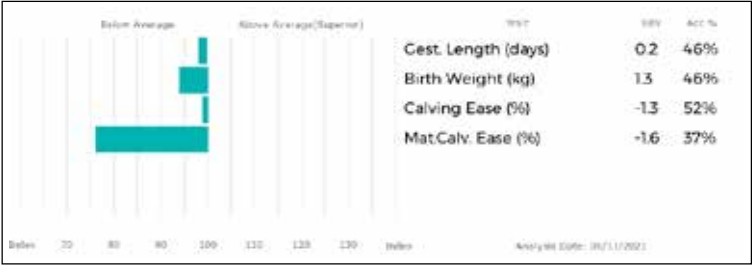 Below Average Above Average(Superior) TEST EBV Acc %
Gest. Length (days) 0.2 46%
Birth Weight (kg) 1.3 46%
Calving Ease (%) -1.3 52%
Mat.Calv. Ease (%) -1.6 37%
Index 70 80 90 100 110 120 130 Index Analysis Date: